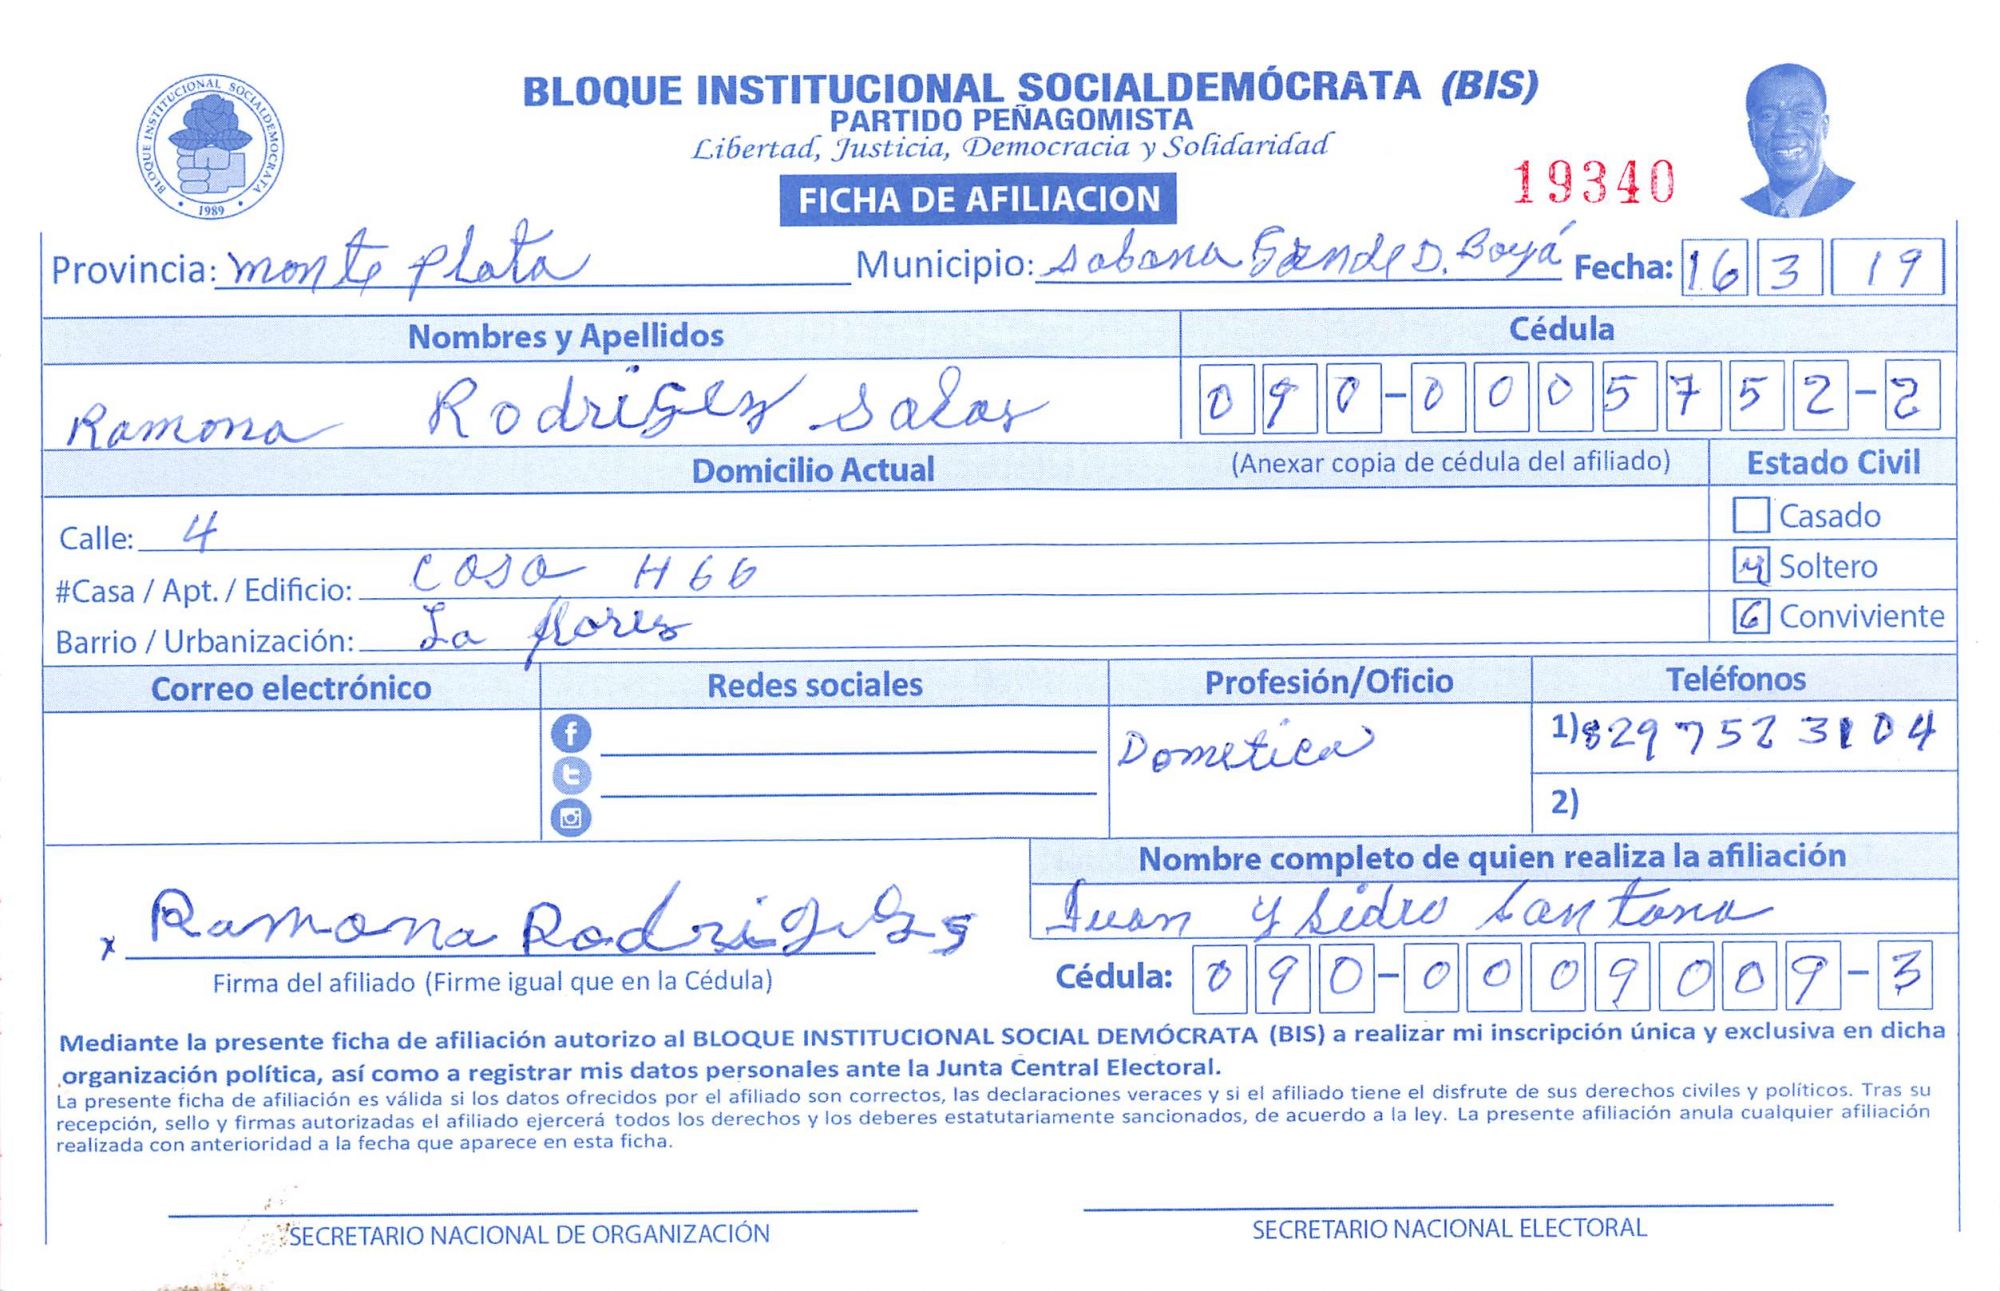 BLOQUE INSTITUCIONAL SOCIALDEMÓCRATA (BIS)
PARTIDO PEÑAGOMISTA
Libertad, Justicia, Democracia y Solidaridad
BLOQUE INSTITUCIONAL SOCIALDEMOCRATA
• 1989 •
FICHA DE AFILIACION
19340
Provincia: monte plata Municipio: sabana Grande D. Boyá Fecha: 16 3 19
Nombres y Apellidos Cédula
Ramona Rodrigez salas 090-0005752-2
Domicilio Actual (Anexar copia de cédula del afiliado) Estado Civil
Calle: 4 Casado
#Casa / Apt. / Edificio: casa H66 Soltero
Barrio / Urbanización: La flores Conviviente
Correo electrónico Redes sociales Profesión/Oficio Teléfonos
Dometica 1) 829 752 3104
2)
Nombre completo de quien realiza la afiliación
x Ramona Rodrigues Juan Ysidro Santana
Firma del afiliado (Firme igual que en la Cédula) Cédula: 090-0009009-3
Mediante la presente ficha de afiliación autorizo al BLOQUE INSTITUCIONAL SOCIAL DEMÓCRATA (BIS) a realizar mi inscripción única y exclusiva en dicha
organización política, así como a registrar mis datos personales ante la Junta Central Electoral.
La presente ficha de afiliación es válida si los datos ofrecidos por el afiliado son correctos, las declaraciones veraces y si el afiliado tiene el disfrute de sus derechos civiles y políticos. Tras su
recepción, sello y firmas autorizadas el afiliado ejercerá todos los derechos y los deberes estatutariamente sancionados, de acuerdo a la ley. La presente afiliación anula cualquier afiliación
realizada con anterioridad a la fecha que aparece en esta ficha.
SECRETARIO NACIONAL DE ORGANIZACIÓN SECRETARIO NACIONAL ELECTORAL